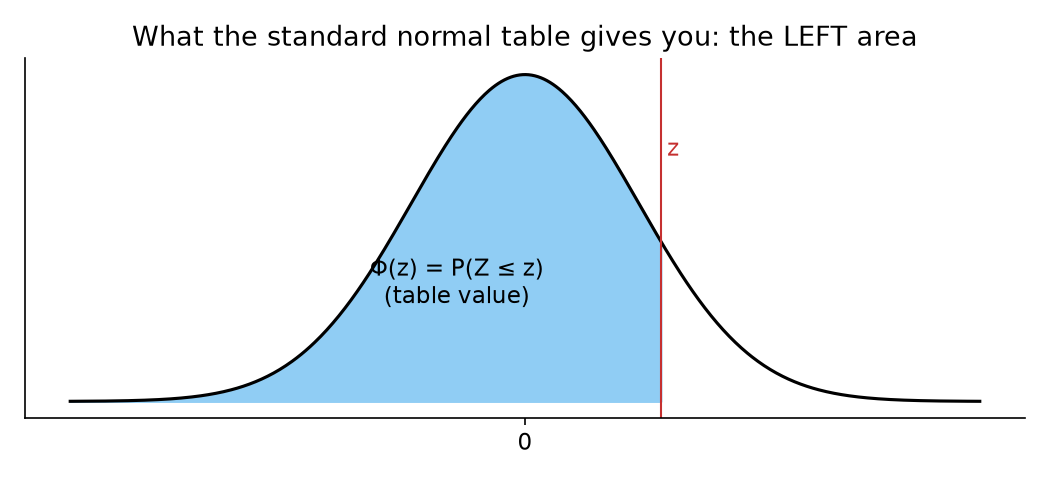 What the standard normal table gives you: the LEFT area
z
Φ(z) = P(Z ≤ z)
(table value)
0